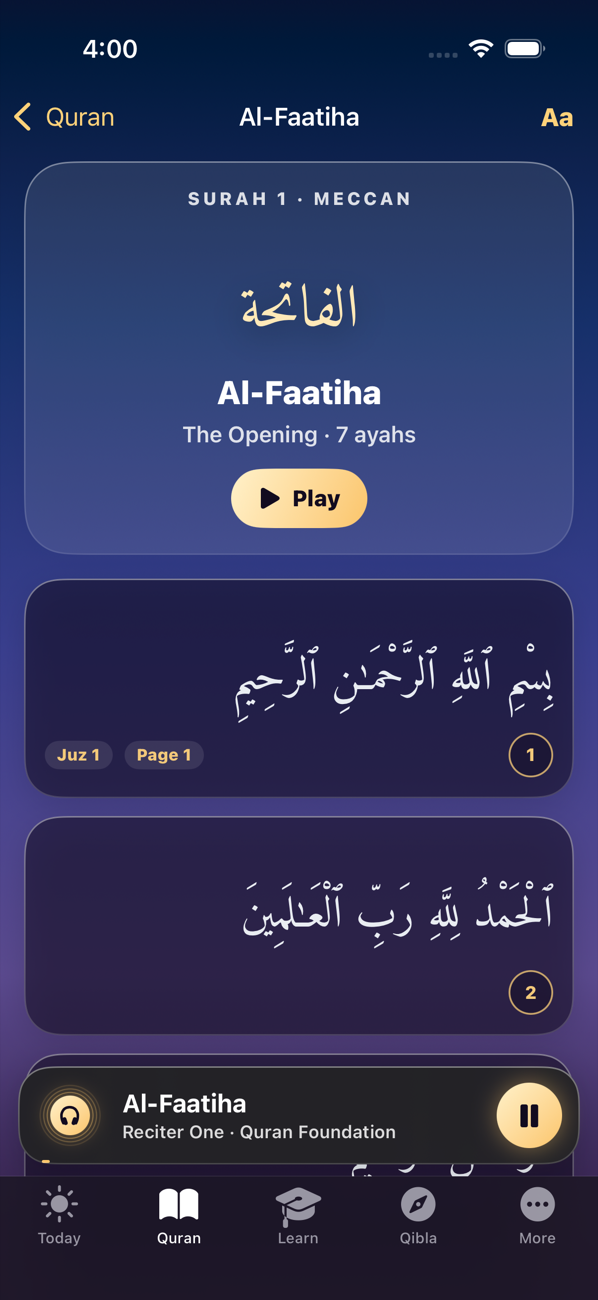 4:00
Quran
Al-Faatiha
Aa
SURAH 1 · MECCAN
الفاتحة
Al-Faatiha
The Opening · 7 ayahs
Play
بِسْمِ ٱللَّهِ ٱلرَّحْمَـٰنِ ٱلرَّحِيمِ
Juz 1
Page 1
1
ٱلْحَمْدُ لِلَّهِ رَبِّ ٱلْعَـٰلَمِينَ
2
Al-Faatiha
Reciter One · Quran Foundation
Today
Quran
Learn
Qibla
More